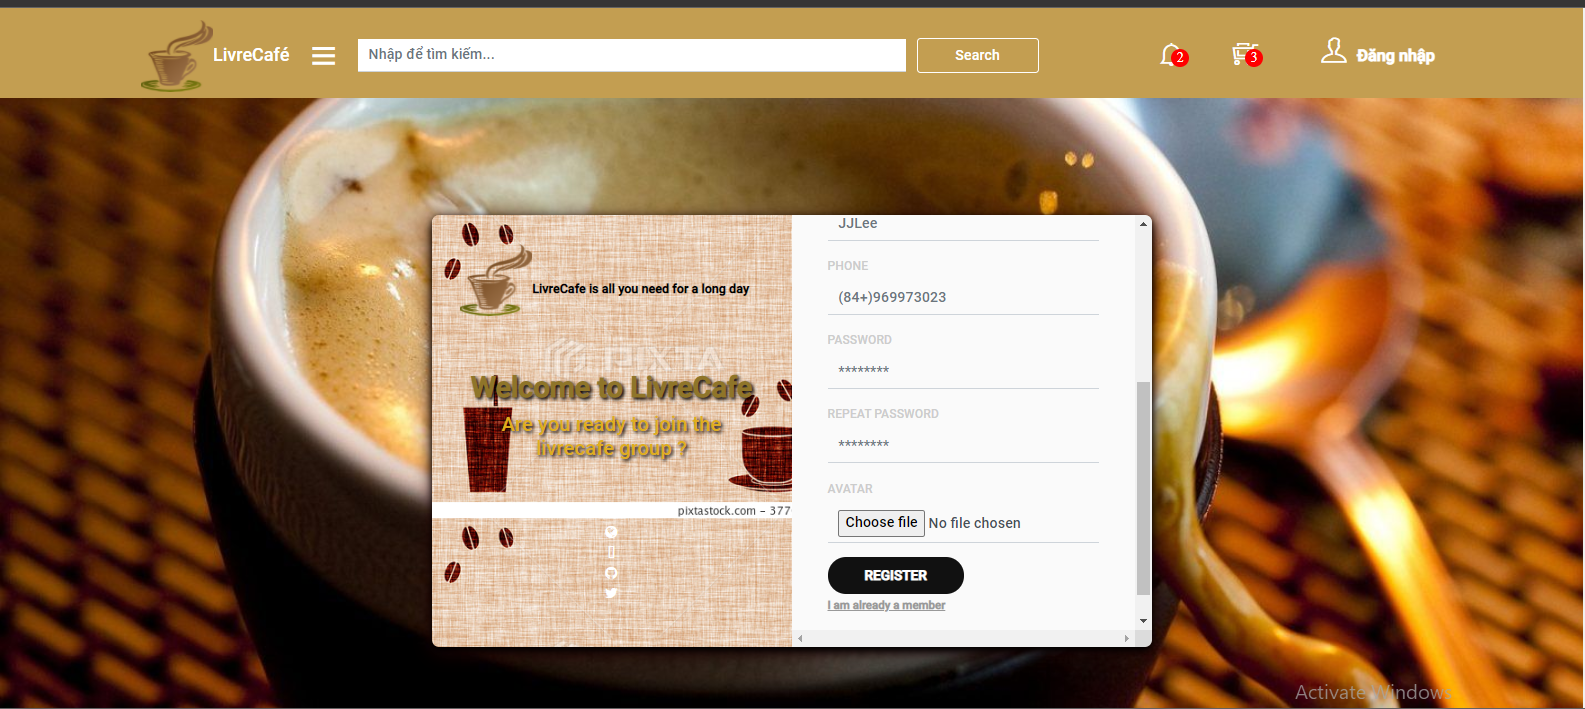 LivreCafé
Nhập để tìm kiếm...
Search
2
3
Đăng nhập
LivreCafe is all you need for a long day
PIXTA
Welcome to LivreCafe
Are you ready to join the
livrecafe group ?
pixtastock.com - 377
JJLee
PHONE
(84+)969973023
PASSWORD
********
REPEAT PASSWORD
********
AVATAR
Choose file No file chosen
REGISTER
I am already a member
Activate Windows